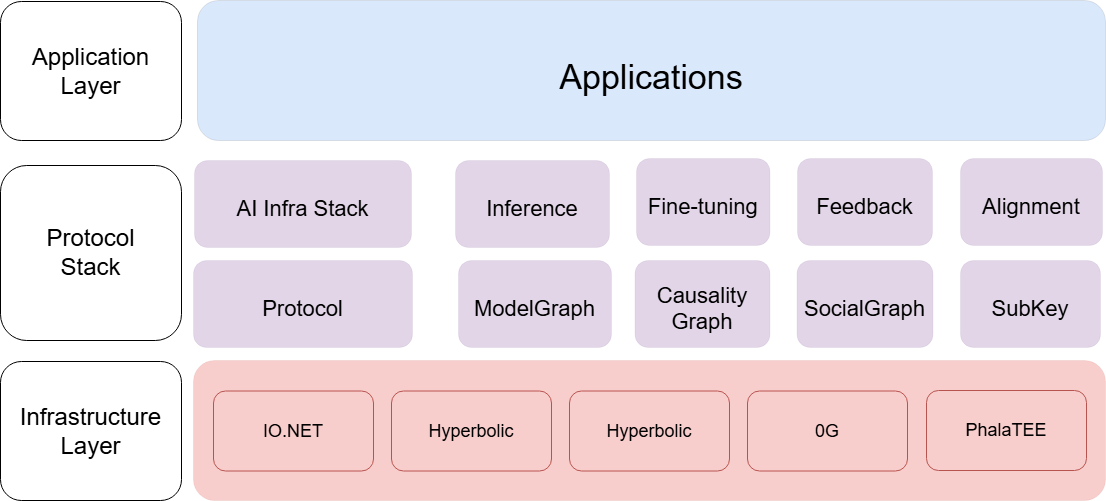 Application
Layer
Applications
Protocol
Stack
AI Infra Stack
Inference
Fine-tuning
Feedback
Alignment
Protocol
ModelGraph
Causality
Graph
SocialGraph
SubKey
Infrastructure
Layer
IO.NET
Hyperbolic
Hyperbolic
0G
PhalaTEE